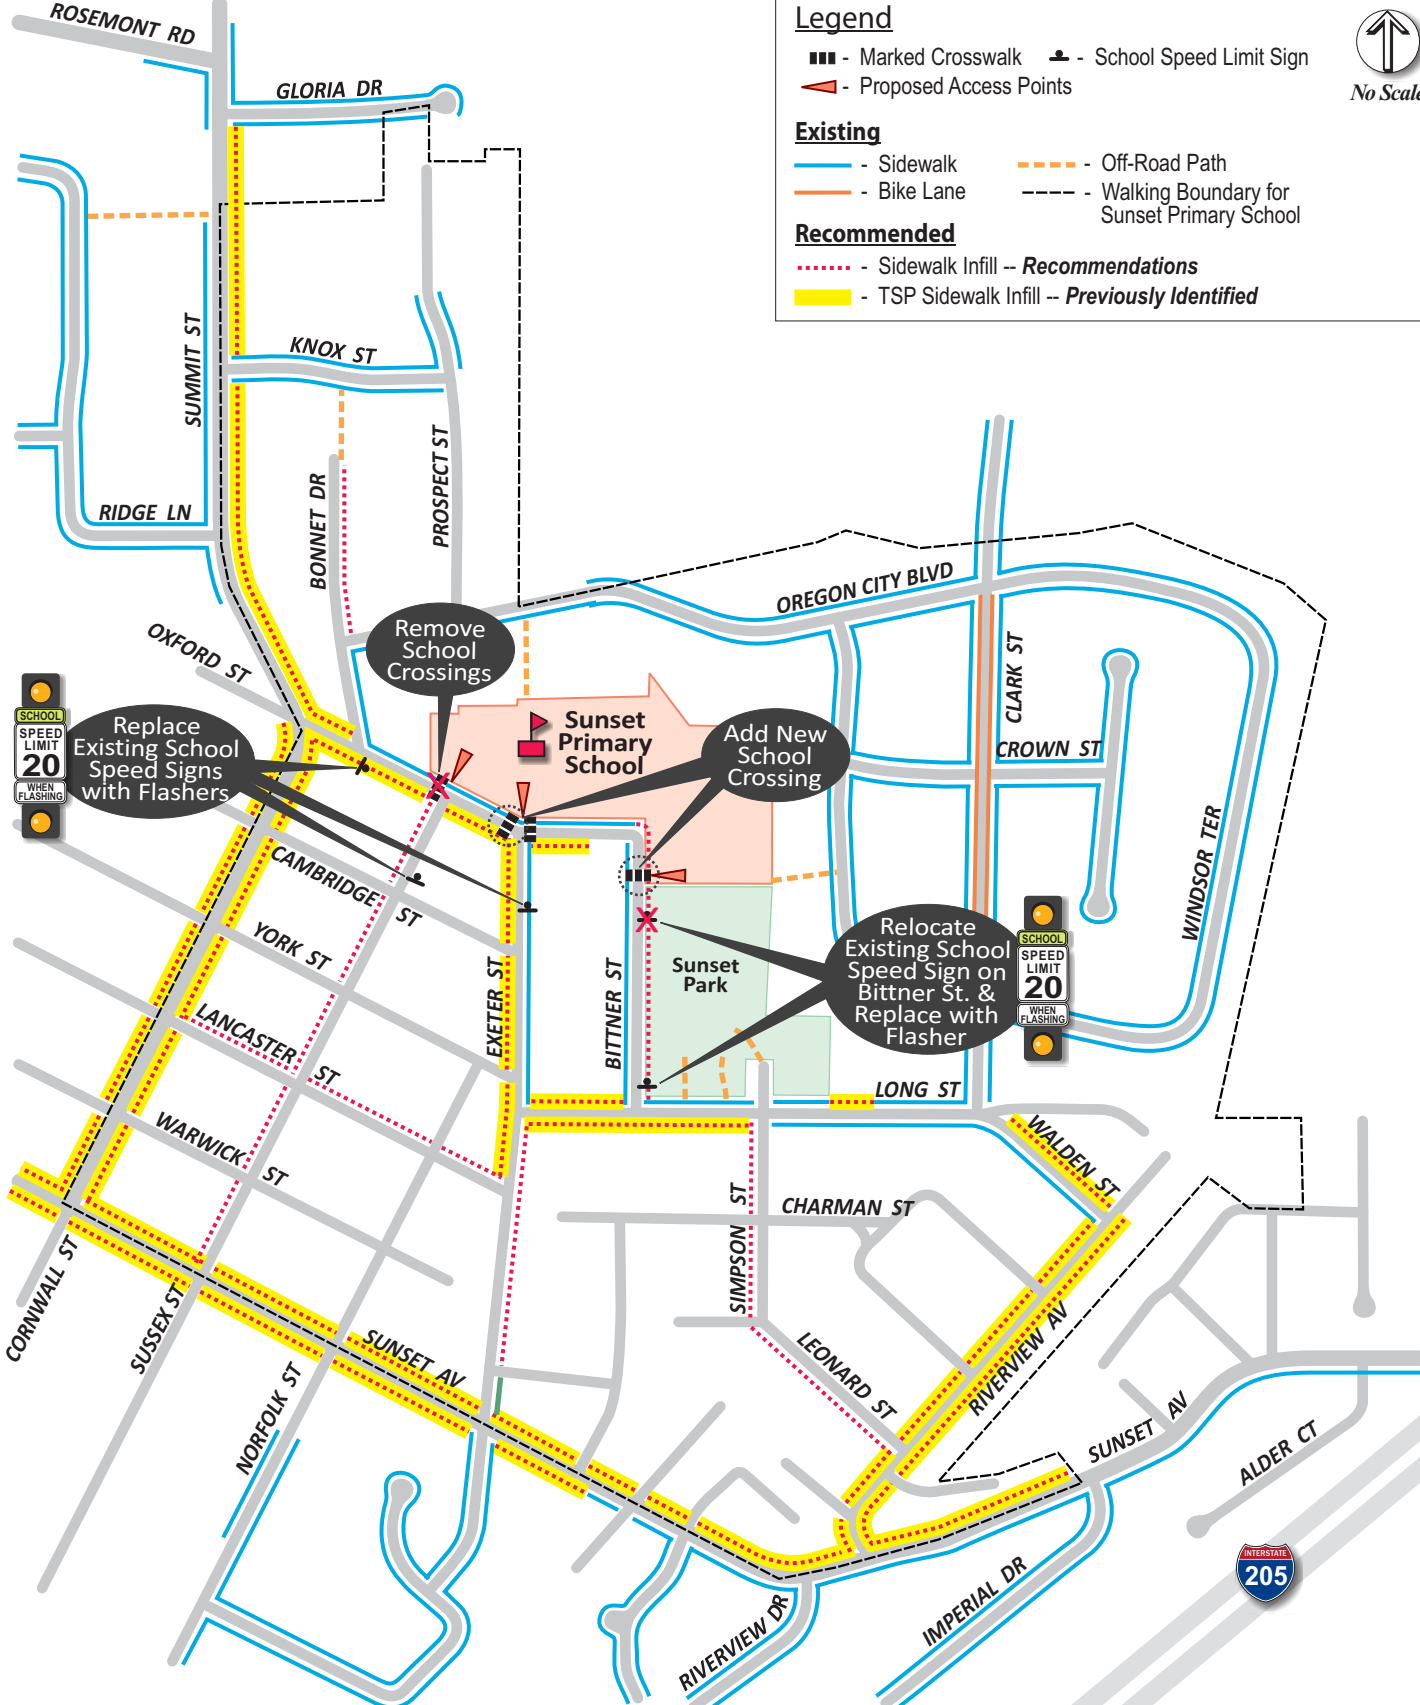 Legend
- Marked Crosswalk
- School Speed Limit Sign
- Proposed Access Points
No Scale
Existing
- Sidewalk
- Off-Road Path
- Bike Lane
- Walking Boundary for
Sunset Primary School
Recommended
- Sidewalk Infill -- Recommendations
- TSP Sidewalk Infill -- Previously Identified
ROSEMONT RD
GLORIA DR
SUMMIT ST
KNOX ST
PROSPECT ST
BONNET DR
RIDGE LN
OXFORD ST
OREGON CITY BLVD
CLARK ST
CROWN ST
WINDSOR TER
Remove
School
Crossings
Sunset
Primary
School
Add New
School
Crossing
SCHOOL
SPEED
LIMIT
20
WHEN
FLASHING
Replace
Existing School
Speed Signs
with Flashers
CAMBRIDGE ST
YORK ST
LANCASTER ST
WARWICK ST
EXETER ST
BITTNER ST
Sunset
Park
Relocate
Existing School
Speed Sign on
Bittner St. &
Replace with
Flasher
SCHOOL
SPEED
LIMIT
20
WHEN
FLASHING
LONG ST
WALDEN ST
CHARMAN ST
SIMPSON ST
LEONARD ST
RIVERVIEW AV
CORNWALL ST
SUSSEX ST
NORFOLK ST
SUNSET AV
SUNSET AV
ALDER CT
IMPERIAL DR
RIVERVIEW DR
INTERSTATE
205